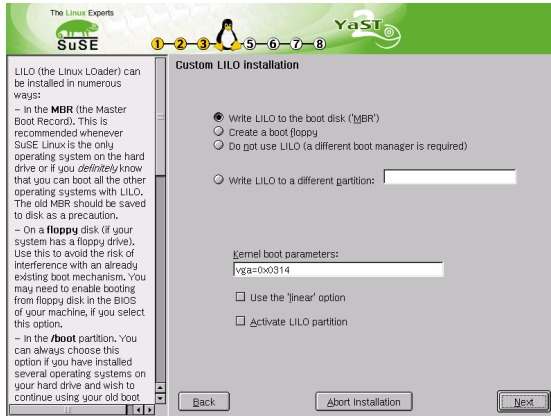 The Linux Experts
SuSE
1-2-3 5-6-7-8
YaST2
LILO (the LInux LOader) can
be installed in numerous
ways:
– In the MBR (the Master
Boot Record). This is
recommended whenever
SuSE Linux is the only
operating system on the hard
drive or if you definitely know
that you can boot all the other
operating systems with LILO.
The old MBR should be saved
to disk as a precaution.
– On a floppy disk (if your
system has a floppy drive).
Use this to avoid the risk of
interference with an already
existing boot mechanism. You
may need to enable booting
from floppy disk in the BIOS
of your machine, if you select
this option.
– In the /boot partition. You
can always choose this
option if you have installed
several operating systems on
your hard drive and wish to
continue using your old boot
Custom LILO installation
Write LILO to the boot disk ('MBR')
Create a boot floppy
Do not use LILO (a different boot manager is required)
Write LILO to a different partition:
Kernel boot parameters:
vga=0x0314
Use the 'linear' option
Activate LILO partition
Back
Abort Installation
Next